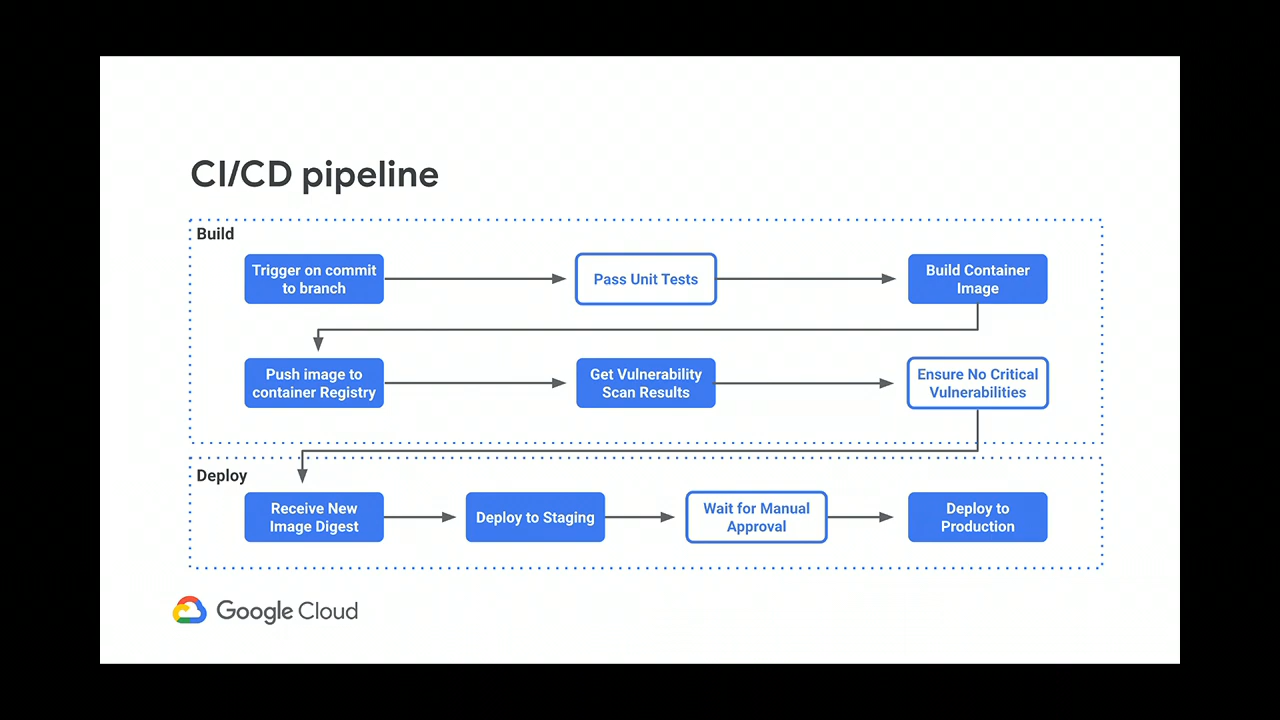 CI/CD pipeline
Build
Trigger on commit
to branch
Pass Unit Tests
Build Container
Image
Push image to
container Registry
Get Vulnerability
Scan Results
Ensure No Critical
Vulnerabilities
Deploy
Receive New
Image Digest
Deploy to Staging
Wait for Manual
Approval
Deploy to
Production
Google Cloud